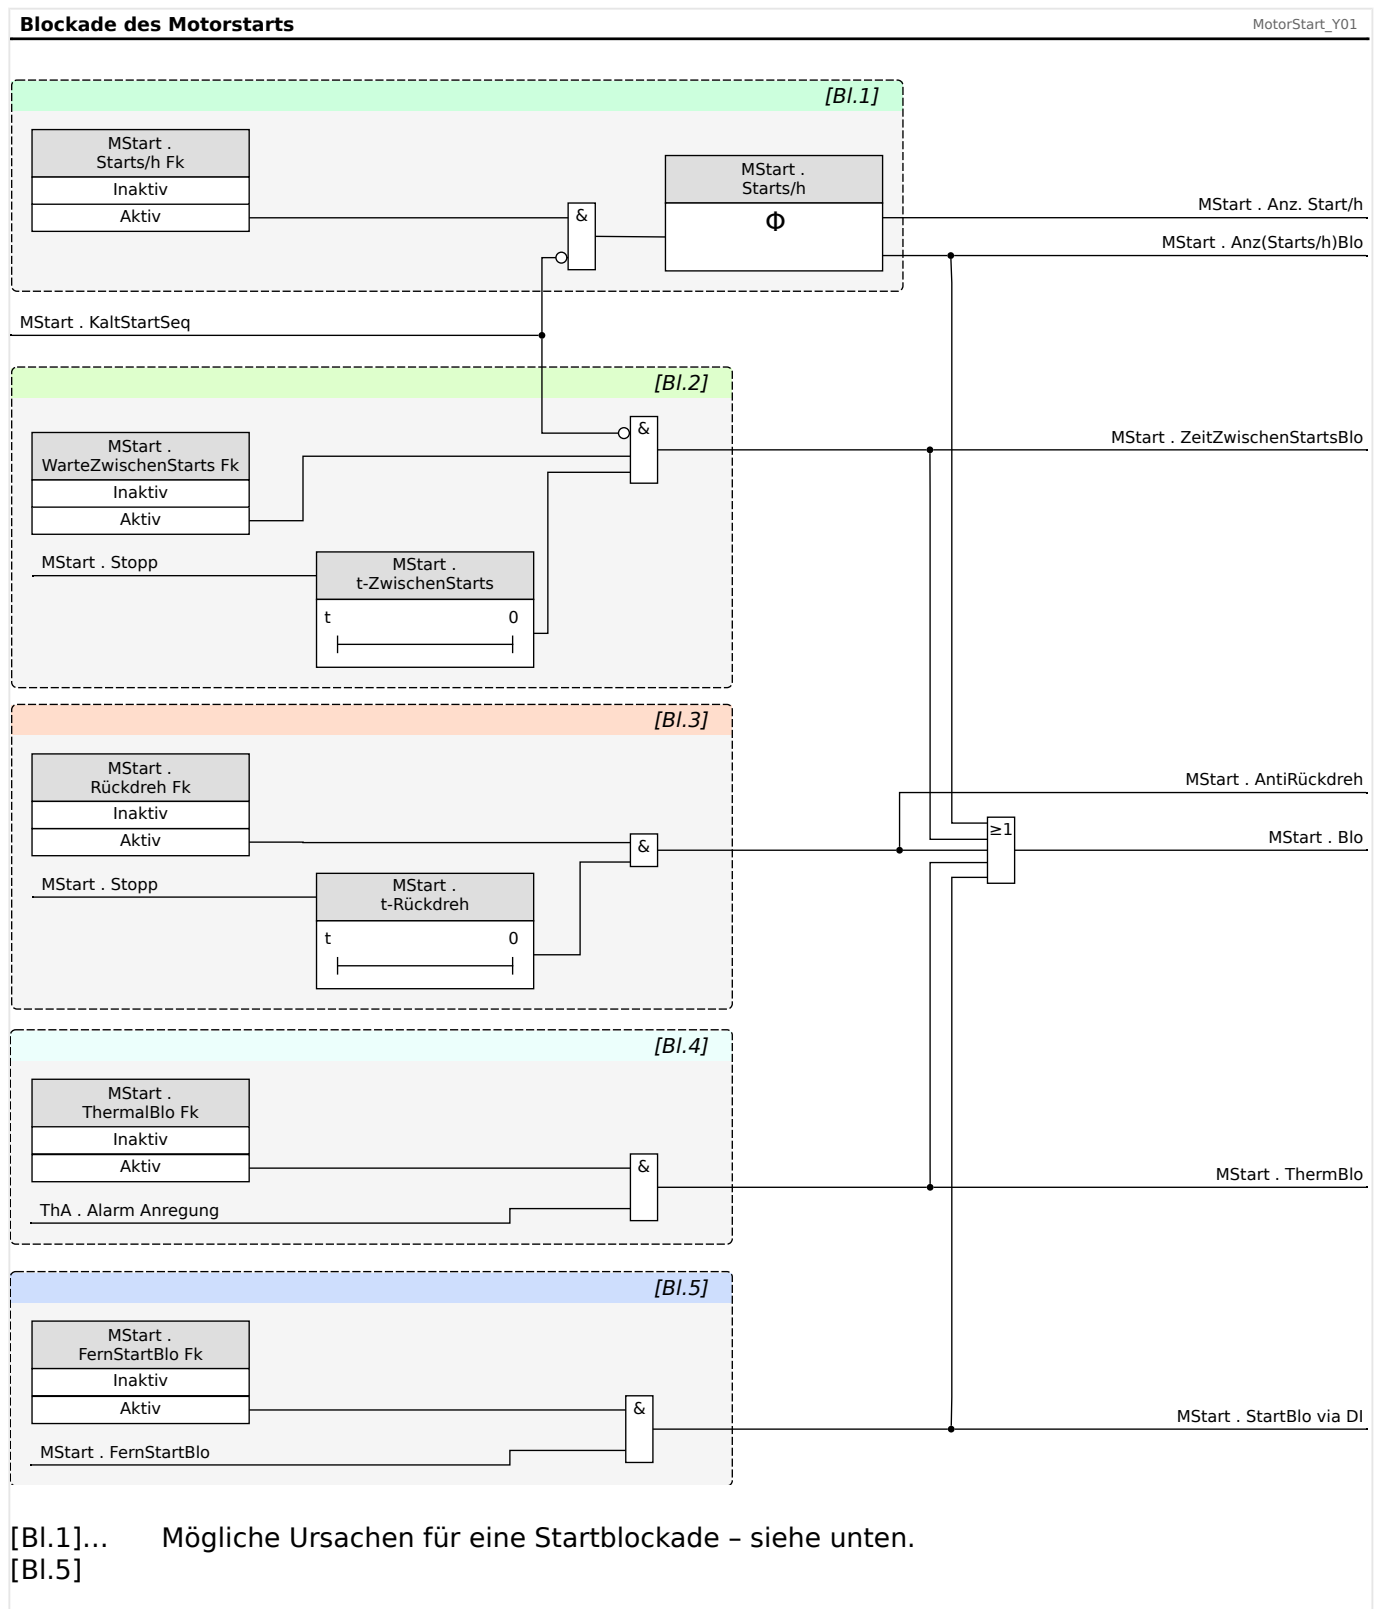 Blockade des Motorstarts
MotorStart_Y01
[Bl.1]
MStart .
Starts/h Fk
Inaktiv
Aktiv
&
MStart .
Starts/h
Φ
MStart . Anz. Start/h
MStart . Anz(Starts/h)Blo
MStart . KaltStartSeq
[Bl.2]
MStart .
WarteZwischenStarts Fk
Inaktiv
Aktiv
&
MStart . ZeitZwischenStartsBlo
MStart . Stopp
MStart .
t-ZwischenStarts
t 0
[Bl.3]
MStart .
Rückdreh Fk
Inaktiv
Aktiv
&
MStart . AntiRückdreh
≥1
MStart . Blo
MStart . Stopp
MStart .
t-Rückdreh
t 0
[Bl.4]
MStart .
ThermalBlo Fk
Inaktiv
Aktiv
&
MStart . ThermBlo
ThA . Alarm Anregung
[Bl.5]
MStart .
FernStartBlo Fk
Inaktiv
Aktiv
&
MStart . StartBlo via DI
MStart . FernStartBlo
[Bl.1]... Mögliche Ursachen für eine Startblockade – siehe unten.
[Bl.5]